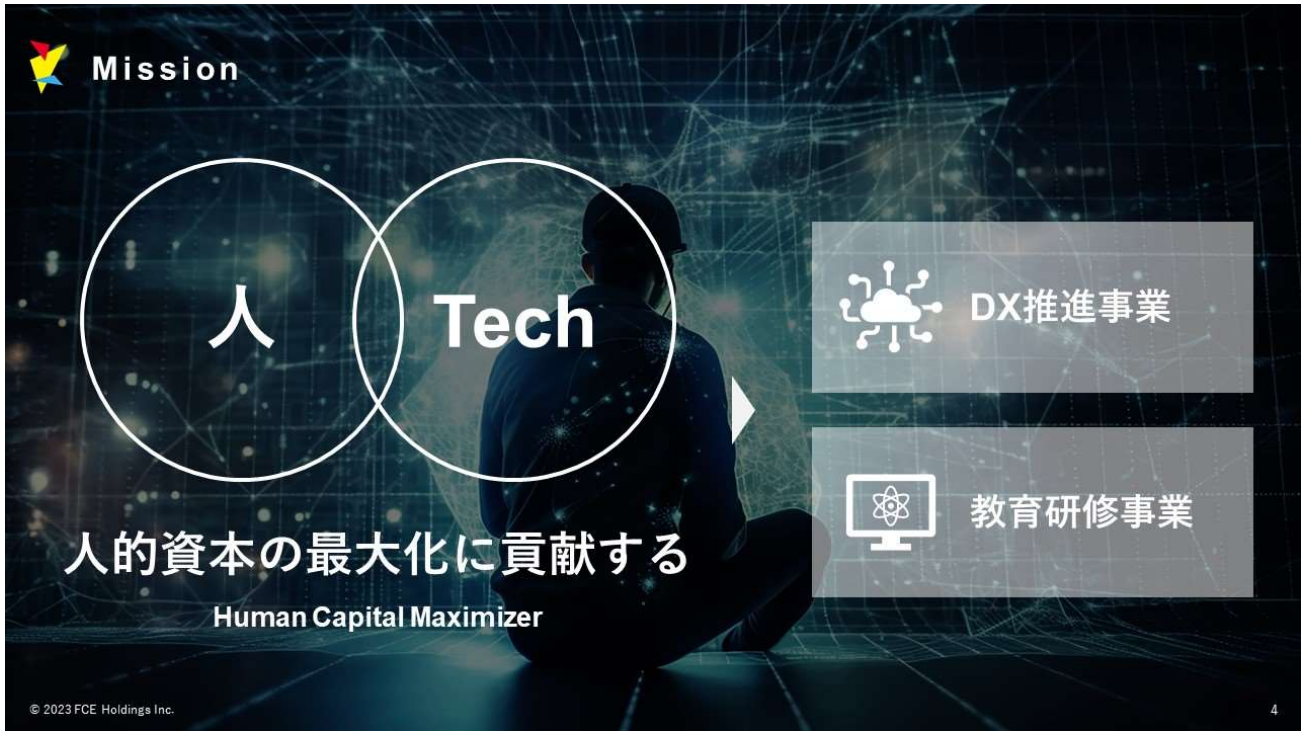 Mission
人
Tech
人的資本の最大化に貢献する
Human Capital Maximizer
DX推進事業
教育研修事業
© 2023 FCE Holdings Inc.
4